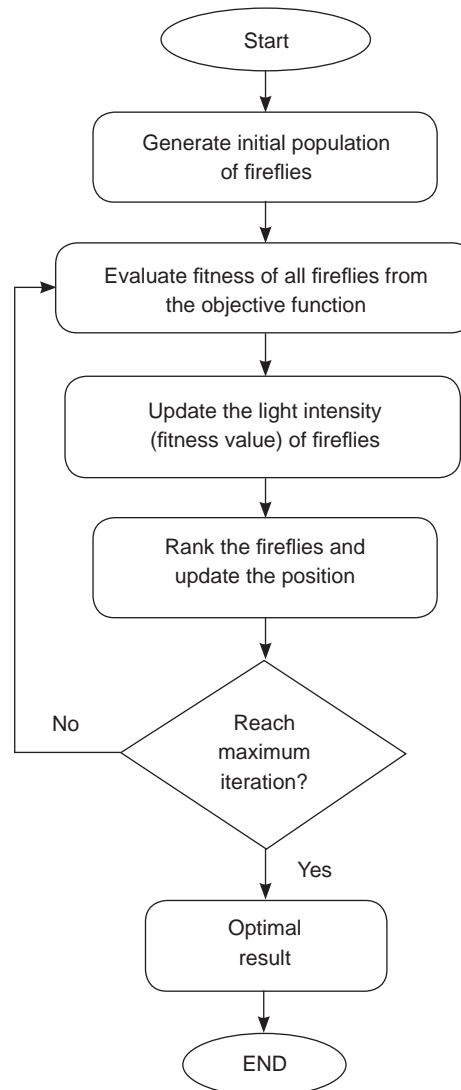 Start
Generate initial population
of fireflies
Evaluate fitness of all fireflies from
the objective function
Update the light intensity
(fitness value) of fireflies
Rank the fireflies and
update the position
No
Reach
maximum
iteration?
Yes
Optimal
result
END